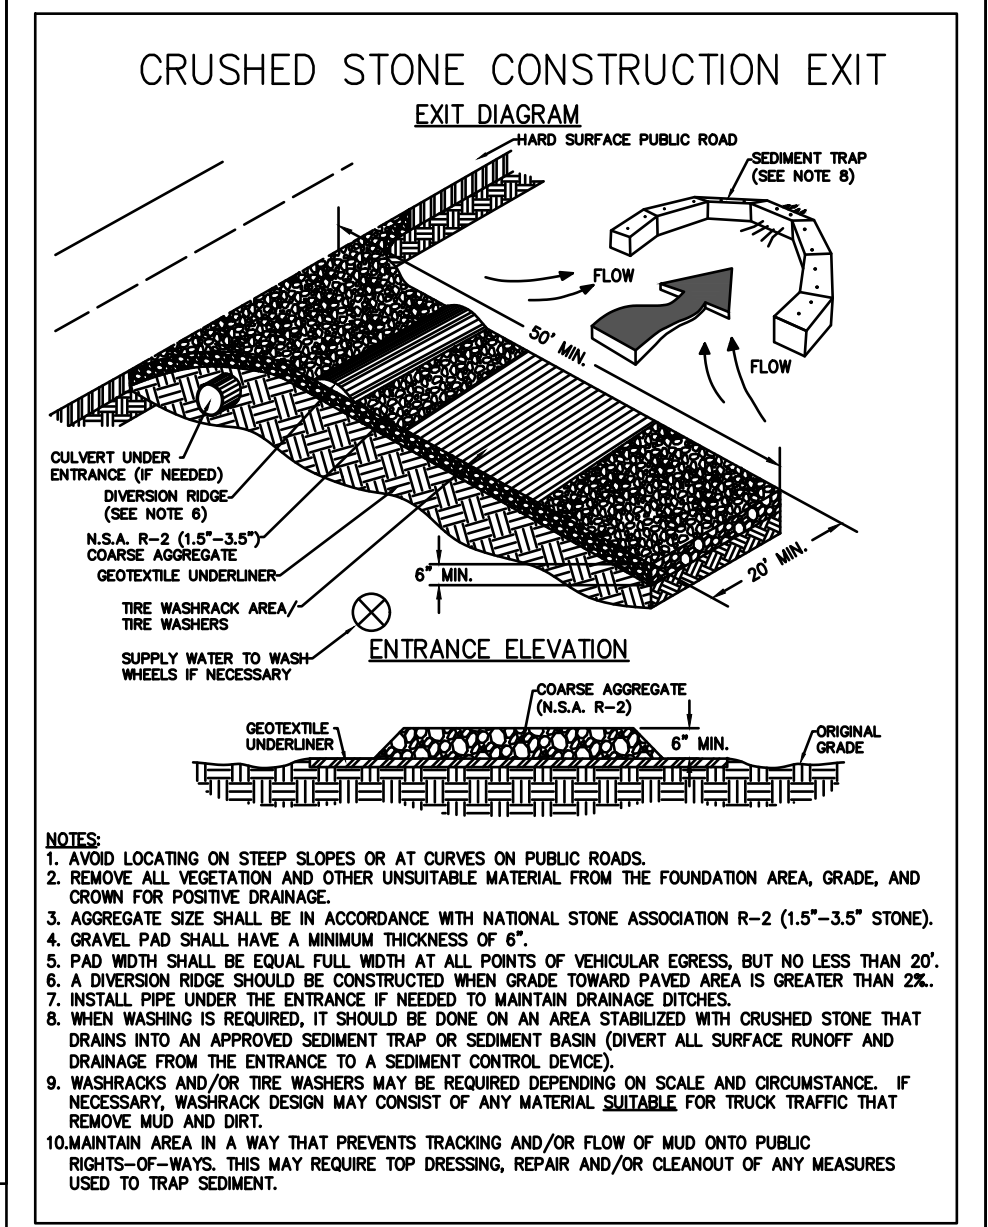 CRUSHED STONE CONSTRUCTION EXIT
EXIT DIAGRAM
HARD SURFACE PUBLIC ROAD
SEDIMENT TRAP
(SEE NOTE 8)
FLOW
50' MIN.
FLOW
CULVERT UNDER
ENTRANCE (IF NEEDED)
DIVERSION RIDGE
(SEE NOTE 6)
N.S.A. R-2 (1.5"-3.5")
COARSE AGGREGATE
GEOTEXTILE UNDERLINER
6" MIN.
20' MIN.
TIRE WASHRACK AREA/
TIRE WASHERS
SUPPLY WATER TO WASH
WHEELS IF NECESSARY
ENTRANCE ELEVATION
COARSE AGGREGATE
(N.S.A. R-2)
GEOTEXTILE
UNDERLINER
6" MIN.
ORIGINAL
GRADE
NOTES:
1. AVOID LOCATING ON STEEP SLOPES OR AT CURVES ON PUBLIC ROADS.
2. REMOVE ALL VEGETATION AND OTHER UNSUITABLE MATERIAL FROM THE FOUNDATION AREA, GRADE, AND
CROWN FOR POSITIVE DRAINAGE.
3. AGGREGATE SIZE SHALL BE IN ACCORDANCE WITH NATIONAL STONE ASSOCIATION R-2 (1.5"-3.5" STONE).
4. GRAVEL PAD SHALL HAVE A MINIMUM THICKNESS OF 6".
5. PAD WIDTH SHALL BE EQUAL FULL WIDTH AT ALL POINTS OF VEHICULAR EGRESS, BUT NO LESS THAN 20'.
6. A DIVERSION RIDGE SHOULD BE CONSTRUCTED WHEN GRADE TOWARD PAVED AREA IS GREATER THAN 2%..
7. INSTALL PIPE UNDER THE ENTRANCE IF NEEDED TO MAINTAIN DRAINAGE DITCHES.
8. WHEN WASHING IS REQUIRED, IT SHOULD BE DONE ON AN AREA STABILIZED WITH CRUSHED STONE THAT
DRAINS INTO AN APPROVED SEDIMENT TRAP OR SEDIMENT BASIN (DIVERT ALL SURFACE RUNOFF AND
DRAINAGE FROM THE ENTRANCE TO A SEDIMENT CONTROL DEVICE).
9. WASHRACKS AND/OR TIRE WASHERS MAY BE REQUIRED DEPENDING ON SCALE AND CIRCUMSTANCE. IF
NECESSARY, WASHRACK DESIGN MAY CONSIST OF ANY MATERIAL SUITABLE FOR TRUCK TRAFFIC THAT
REMOVE MUD AND DIRT.
10.MAINTAIN AREA IN A WAY THAT PREVENTS TRACKING AND/OR FLOW OF MUD ONTO PUBLIC
RIGHTS-OF-WAYS. THIS MAY REQUIRE TOP DRESSING, REPAIR AND/OR CLEANOUT OF ANY MEASURES
USED TO TRAP SEDIMENT.